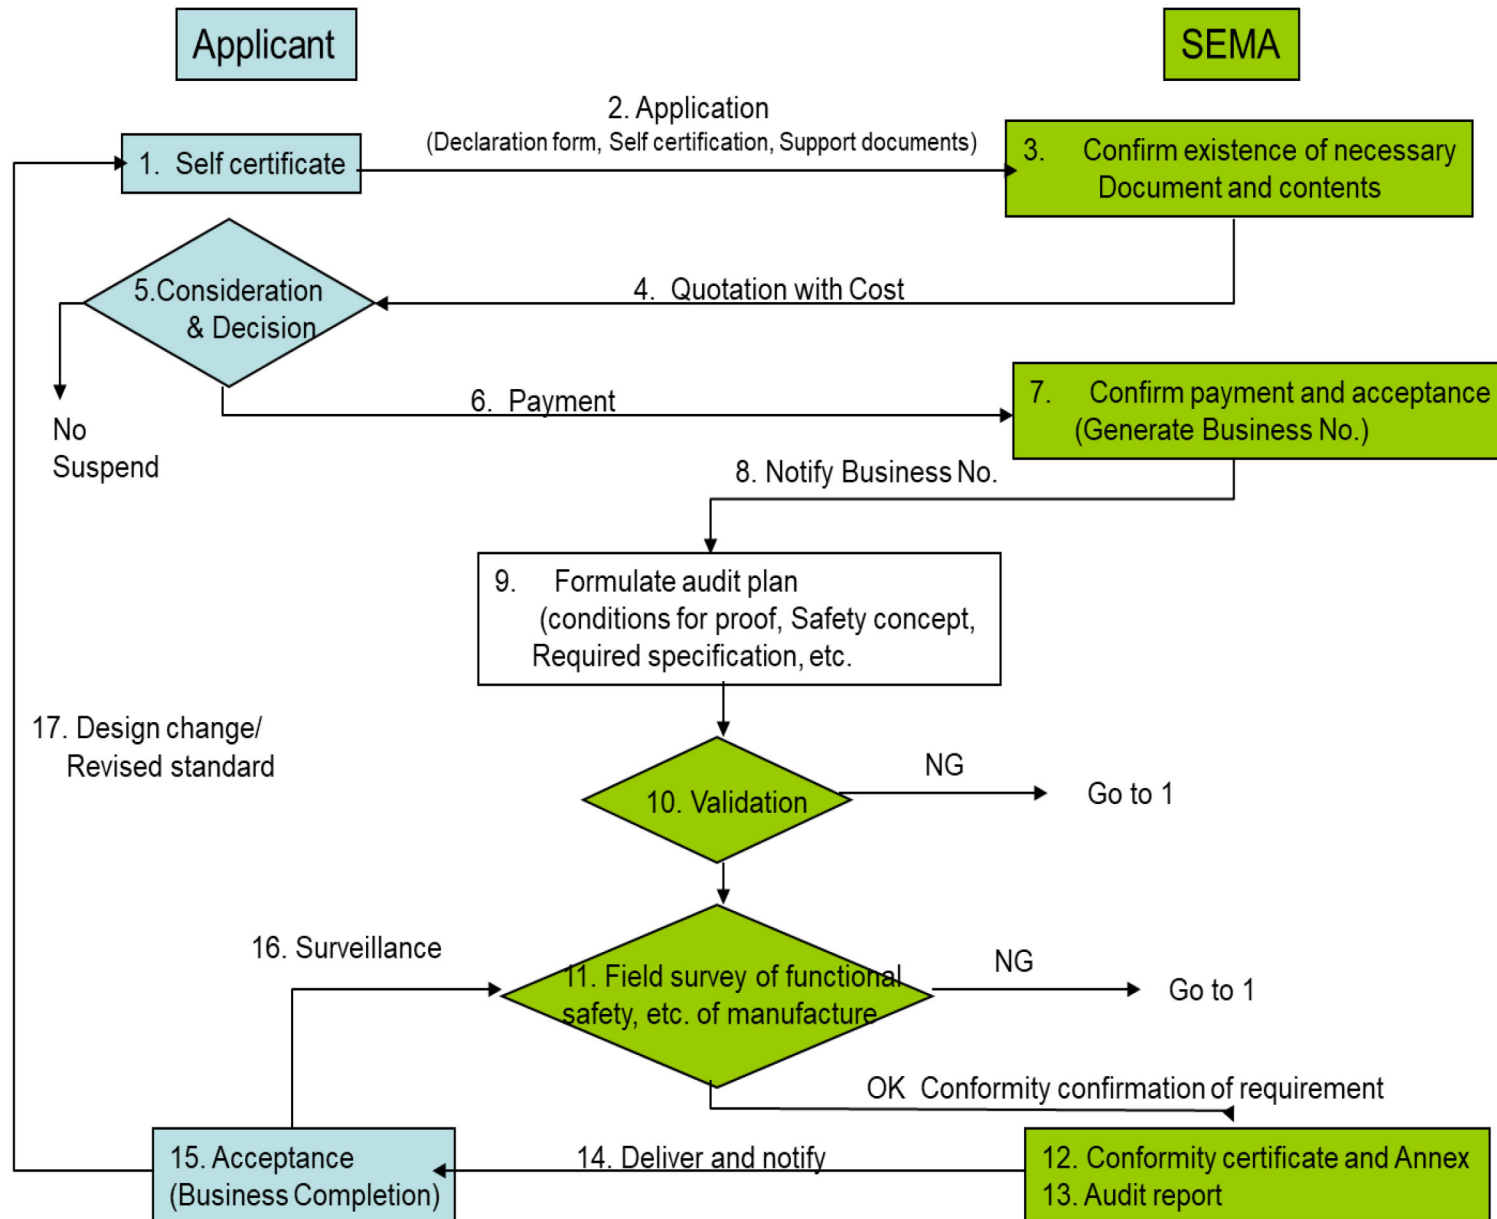 Applicant
SEMA
2. Application
(Declaration form, Self certification, Support documents)
1. Self certificate
3. Confirm existence of necessary
Document and contents
5.Consideration
& Decision
4. Quotation with Cost
6. Payment
7. Confirm payment and acceptance
(Generate Business No.)
No
Suspend
8. Notify Business No.
9. Formulate audit plan
(conditions for proof, Safety concept,
Required specification, etc.
17. Design change/
Revised standard
10. Validation
NG
Go to 1
16. Surveillance
11. Field survey of functional
safety, etc. of manufacture
NG
Go to 1
OK Conformity confirmation of requirement
15. Acceptance
(Business Completion)
14. Deliver and notify
12. Conformity certificate and Annex
13. Audit report